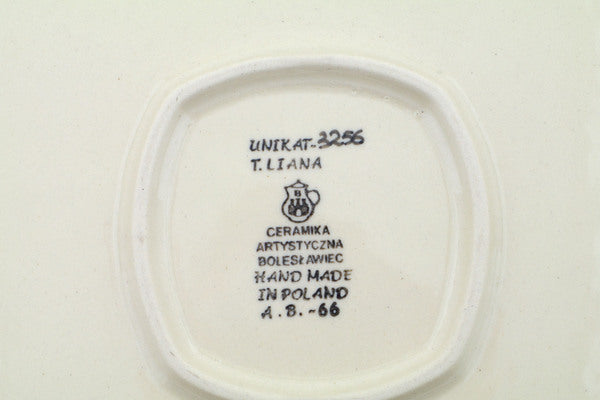 UNIKAT-3256
T.LIANA
B
CERAMIKA
ARTYSTYCZNA
BOLESŁAWIEC
HAND MADE
IN POLAND
A.B.-66